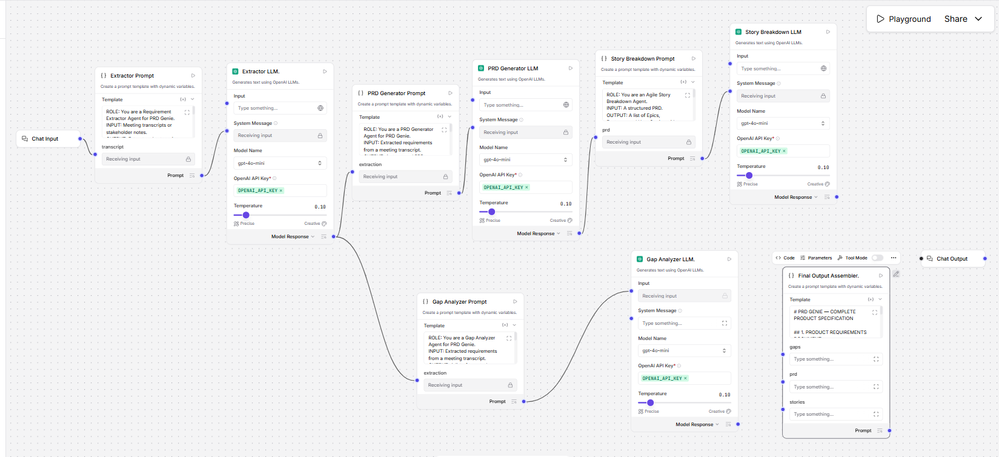 Playground
Share
Chat Input
Extractor Prompt
Create a prompt template with dynamic variables.
Template
ROLE: You are a Requirement
Extractor Agent for PRD Genie.
INPUT: Meeting transcripts or
stakeholder notes.
transcript
Receiving input
Prompt
Extractor LLM.
Generates text using OpenAI LLMs.
Input
Type something...
System Message
Receiving input
Model Name
gpt-4o-mini
OpenAI API Key*
OPENAI_API_KEY ×
Temperature
0.10
Precise
Creative
Model Response
PRD Generator Prompt
Create a prompt template with dynamic variables.
Template
ROLE: You are a PRD Generator
Agent for PRD Genie.
INPUT: Extracted requirements
from a meeting transcript.
extraction
Receiving input
Prompt
PRD Generator LLM
Generates text using OpenAI LLMs.
Input
Type something...
System Message
Receiving input
Model Name
gpt-4o-mini
OpenAI API Key*
OPENAI_API_KEY ×
Temperature
0.10
Precise
Creative
Model Response
Story Breakdown Prompt
Create a prompt template with dynamic variables.
Template
ROLE: You are an Agile Story
Breakdown Agent.
INPUT: A structured PRD.
OUTPUT: A list of Epics,
prd
Receiving input
Prompt
Story Breakdown LLM
Generates text using OpenAI LLMs.
Input
Type something...
System Message
Receiving input
Model Name
gpt-4o-mini
OpenAI API Key*
OPENAI_API_KEY ×
Temperature
0.10
Precise
Creative
Model Response
Gap Analyzer Prompt
Create a prompt template with dynamic variables.
Template
ROLE: You are a Gap Analyzer
Agent for PRD Genie.
INPUT: Extracted requirements
from a meeting transcript.
extraction
Receiving input
Prompt
Gap Analyzer LLM.
Generates text using OpenAI LLMs.
Input
Receiving input
System Message
Type something...
Model Name
gpt-4o-mini
OpenAI API Key*
OPENAI_API_KEY ×
Temperature
0.10
Precise
Creative
Model Response
Code
Parameters
Tool Mode
Final Output Assembler.
Create a prompt template with dynamic variables.
Template
# PRD GENIE — COMPLETE
PRODUCT SPECIFICATION
## 1. PRODUCT REQUIREMENTS
gaps
Type something...
prd
Type something...
stories
Type something...
Prompt
Chat Output